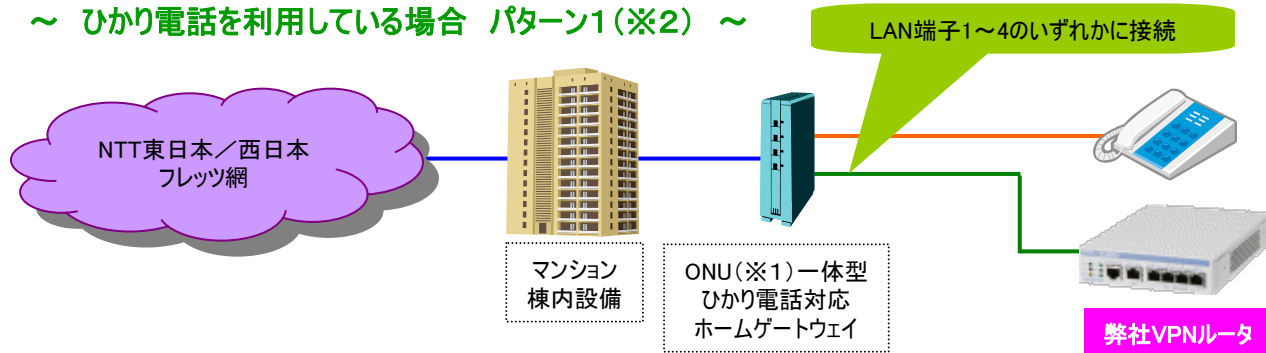 ～ ひかり電話を利用している場合 パターン1(※2) ～
LAN端子1～4のいずれかに接続
NTT東日本／西日本
フレッツ網
マンション
棟内設備
ONU(※1)一体型
ひかり電話対応
ホームゲートウェイ
弊社VPNルータ